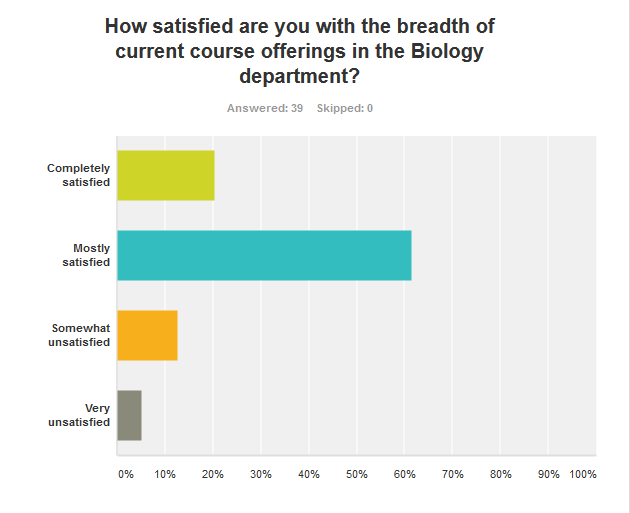 How satisfied are you with the breadth of
current course offerings in the Biology
department?
Answered: 39 Skipped: 0
Completely
satisfied
Mostly
satisfied
Somewhat
unsatisfied
Very
unsatisfied
0% 10% 20% 30% 40% 50% 60% 70% 80% 90% 100%